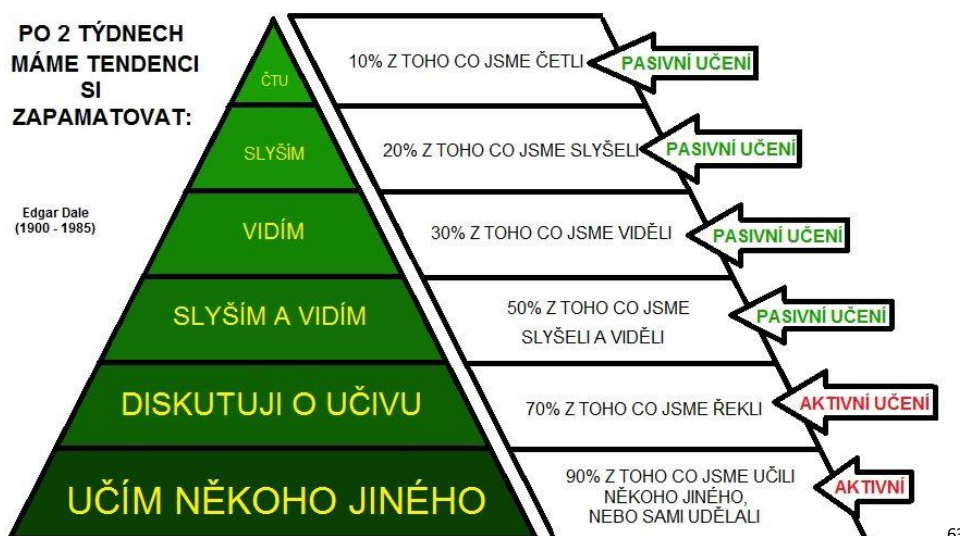 PO 2 TÝDNECH
MÁME TENDENCI
SI
ZAPAMATOVAT:
Edgar Dale
(1900 - 1985)
ČTU
10% Z TOHO CO JSME ČETLI
PASIVNÍ UČENÍ
SLYŠÍM
20% Z TOHO CO JSME SLYŠELI
PASIVNÍ UČENÍ
VIDÍM
30% Z TOHO CO JSME VIDĚLI
PASIVNÍ UČENÍ
SLYŠÍM A VIDÍM
50% Z TOHO CO JSME
SLYŠELI A VIDĚLI
PASIVNÍ UČENÍ
DISKUTUJI O UČIVU
70% Z TOHO CO JSME ŘEKLI
AKTIVNÍ UČENÍ
UČÍM NĚKOHO JINÉHO
90% Z TOHO CO JSME UČILI
NĚKOHO JINÉHO,
NEBO SAMI UDĚLALI
AKTIVNÍ